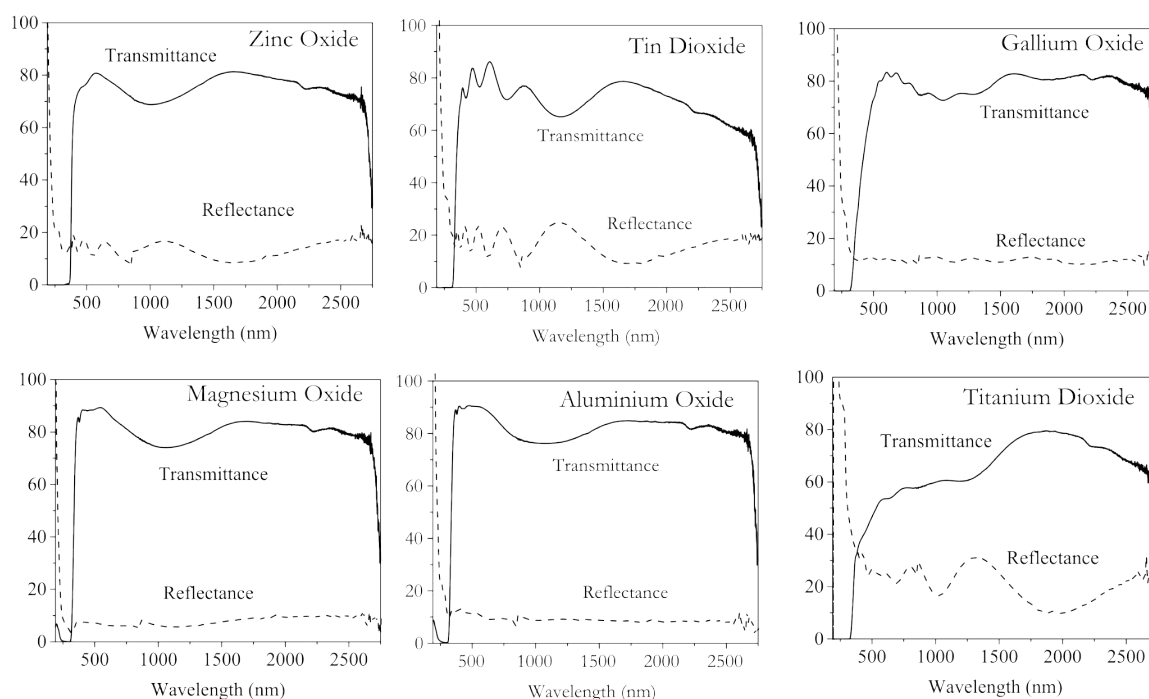 Zinc Oxide
Transmittance
Reflectance
100
80
60
40
20
0
500 1000 1500 2000 2500
Wavelength (nm)
Tin Dioxide
Transmittance
Reflectance
100
80
60
40
20
0
500 1000 1500 2000 2500
Wavelength (nm)
Gallium Oxide
Transmittance
Reflectance
100
80
60
40
20
0
500 1000 1500 2000 2500
Wavelength (nm)
Magnesium Oxide
Transmittance
Reflectance
100
80
60
40
20
0
500 1000 1500 2000 2500
Wavelength (nm)
Aluminium Oxide
Transmittance
Reflectance
100
80
60
40
20
0
500 1000 1500 2000 2500
Wavelength (nm)
Titanium Dioxide
Transmittance
Reflectance
100
80
60
40
20
0
500 1000 1500 2000 2500
Wavelength (nm)